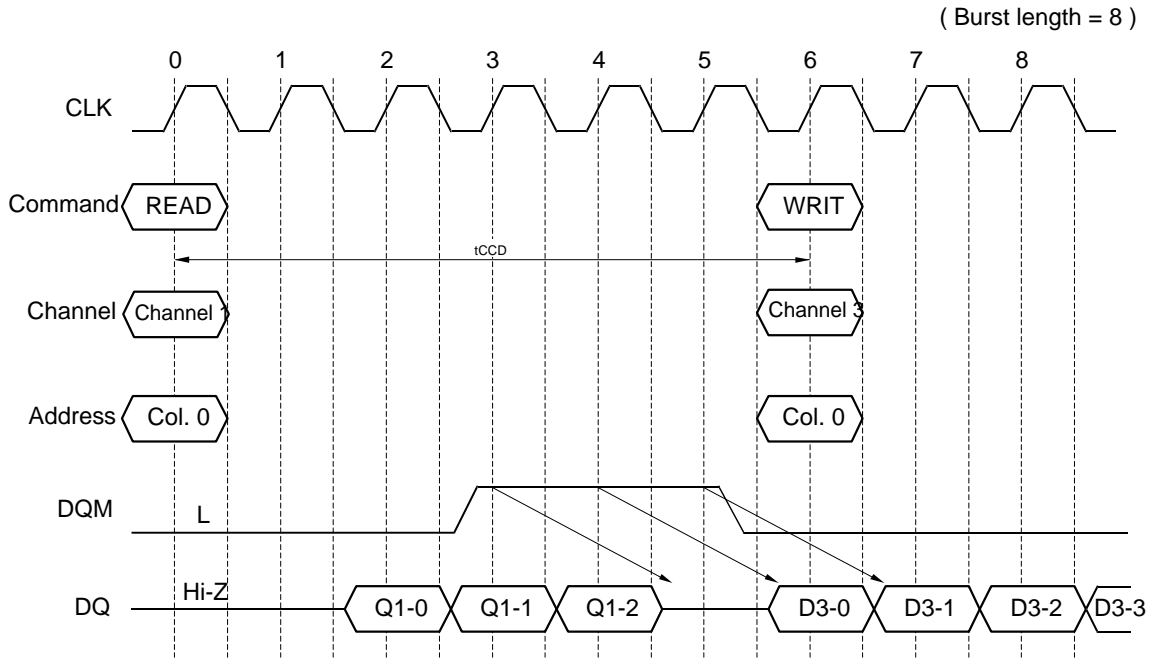 ( Burst length = 8 )
0 1 2 3 4 5 6 7 8
CLK
Command READ WRIT
tCCD
Channel Channel 1 Channel 3
Address Col. 0 Col. 0
DQM L
DQ Hi-Z Q1-0 Q1-1 Q1-2 D3-0 D3-1 D3-2 D3-3